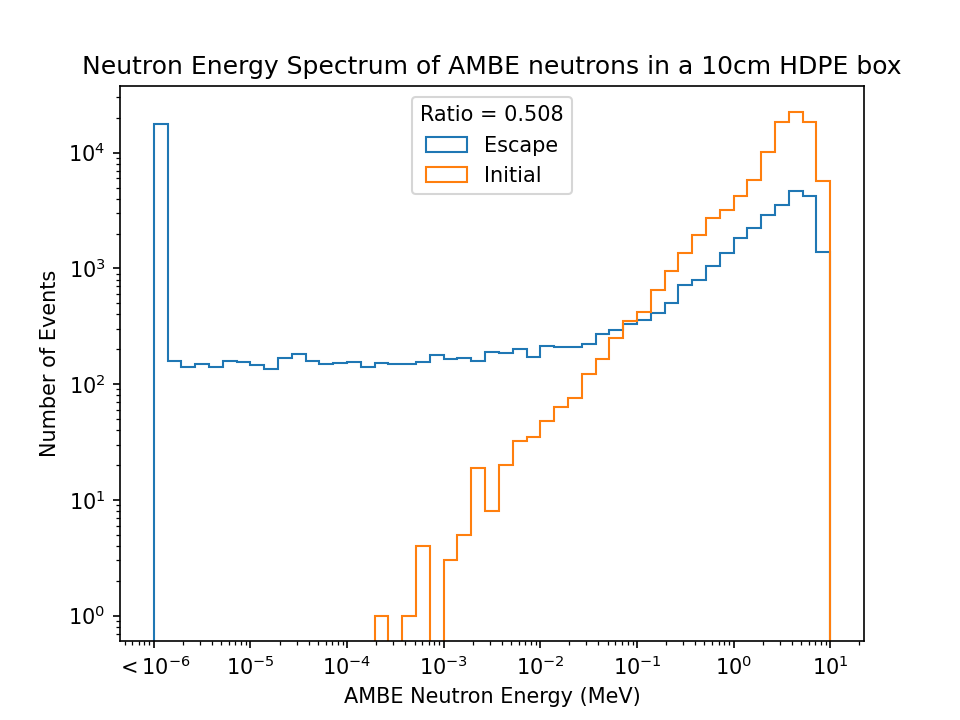 Neutron Energy Spectrum of AMBE neutrons in a 10cm HDPE box
Ratio = 0.508
Escape
Initial
Number of Events
10⁴
10³
10²
10¹
10⁰
< 10⁻⁶ 10⁻⁵ 10⁻⁴ 10⁻³ 10⁻² 10⁻¹ 10⁰ 10¹
AMBE Neutron Energy (MeV)